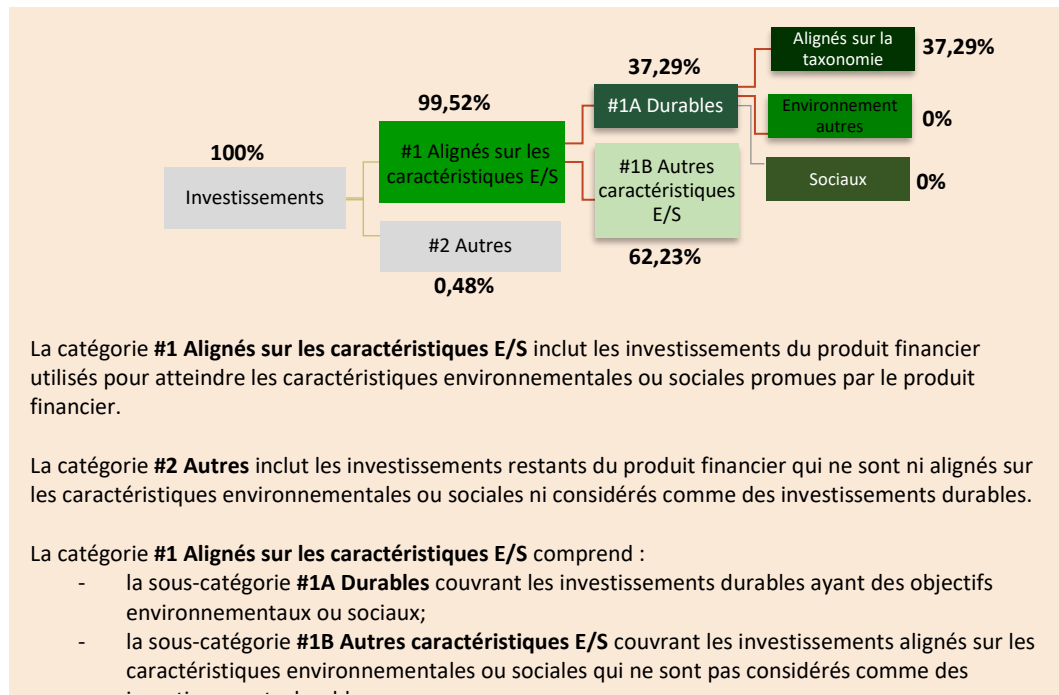 Alignés sur la
taxonomie
37,29%
37,29%
#1A Durables
99,52%
Environnement
autres
0%
100%
#1 Alignés sur les
caractéristiques E/S
#1B Autres
caractéristiques
E/S
Sociaux
0%
Investissements
#2 Autres
62,23%
0,48%
La catégorie #1 Alignés sur les caractéristiques E/S inclut les investissements du produit financier
utilisés pour atteindre les caractéristiques environnementales ou sociales promues par le produit
financier.
La catégorie #2 Autres inclut les investissements restants du produit financier qui ne sont ni alignés sur
les caractéristiques environnementales ou sociales ni considérés comme des investissements durables.
La catégorie #1 Alignés sur les caractéristiques E/S comprend :
- la sous-catégorie #1A Durables couvrant les investissements durables ayant des objectifs
environnementaux ou sociaux;
- la sous-catégorie #1B Autres caractéristiques E/S couvrant les investissements alignés sur les
caractéristiques environnementales ou sociales qui ne sont pas considérés comme des